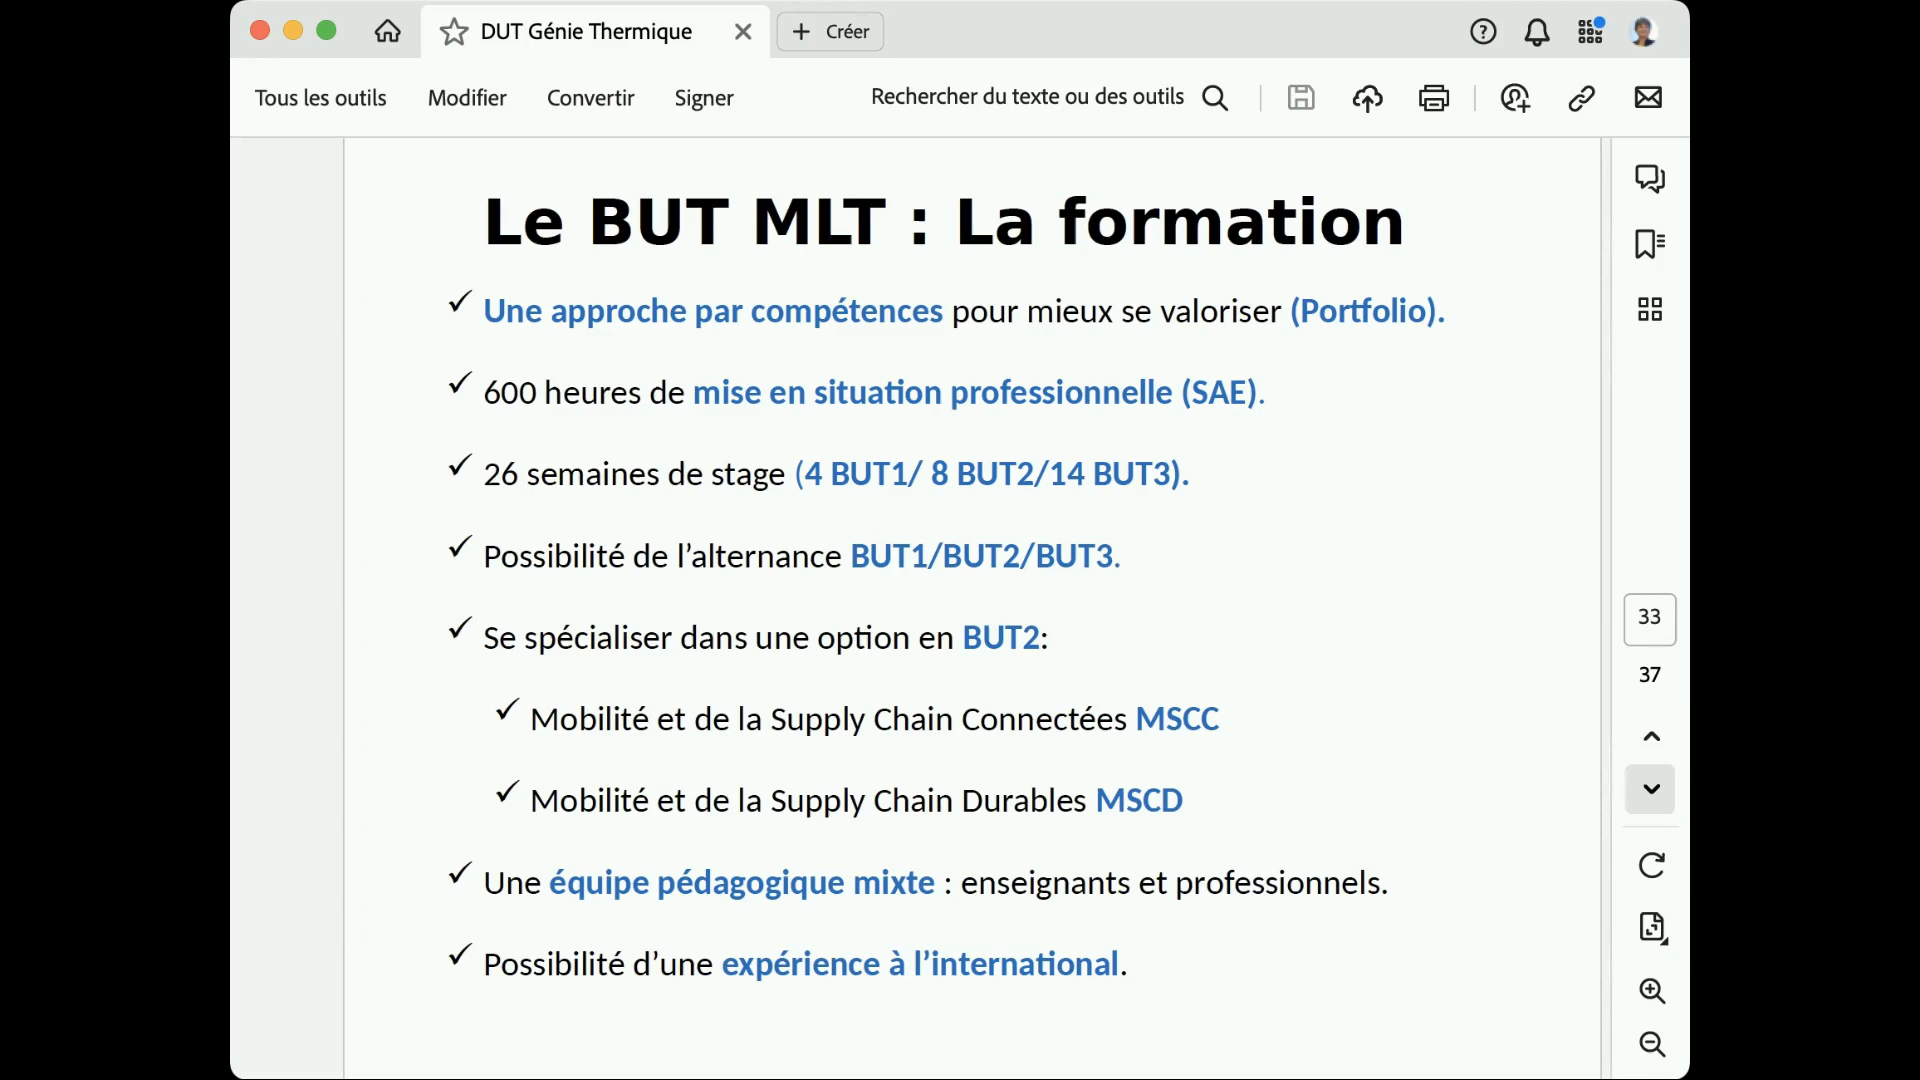 DUT Génie Thermique
Créer
Tous les outils
Modifier
Convertir
Signer
Rechercher du texte ou des outils
Le BUT MLT : La formation
✓ Une approche par compétences pour mieux se valoriser (Portfolio).
✓ 600 heures de mise en situation professionnelle (SAE).
✓ 26 semaines de stage (4 BUT1/ 8 BUT2/14 BUT3).
✓ Possibilité de l’alternance BUT1/BUT2/BUT3.
✓ Se spécialiser dans une option en BUT2:
✓ Mobilité et de la Supply Chain Connectées MSCC
✓ Mobilité et de la Supply Chain Durables MSCD
✓ Une équipe pédagogique mixte : enseignants et professionnels.
✓ Possibilité d’une expérience à l’international.
33
37